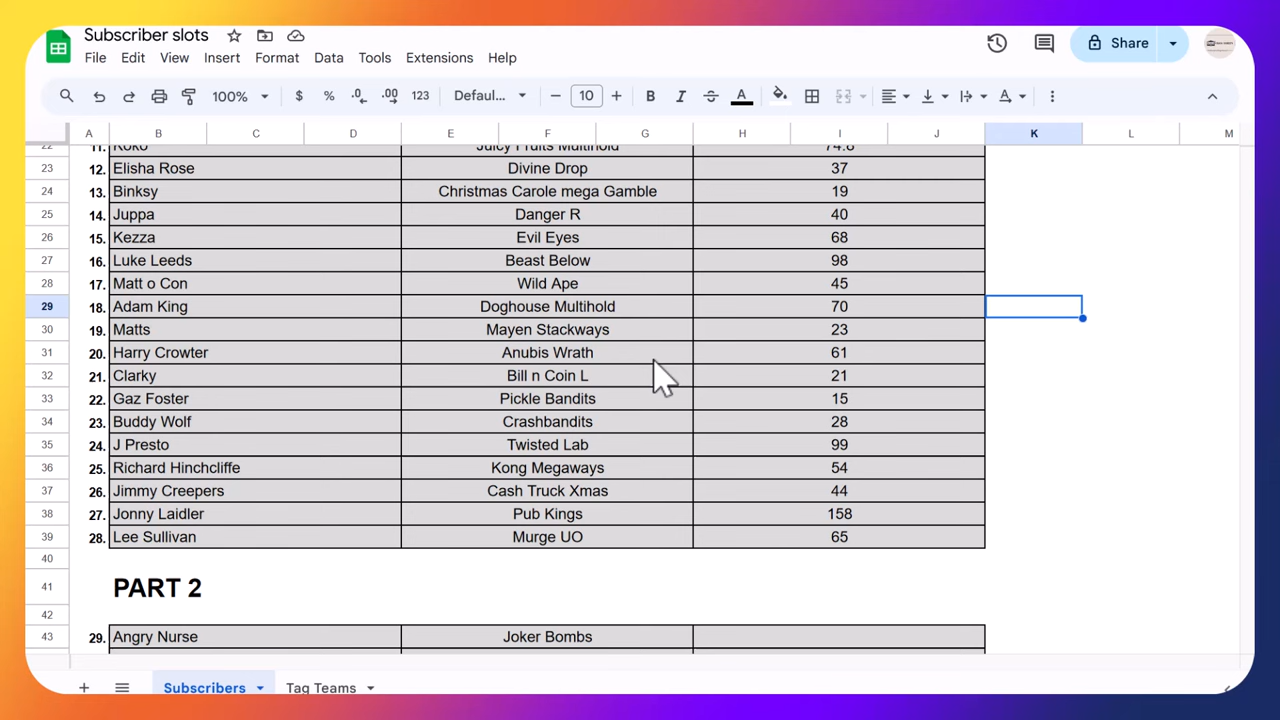 Subscriber slots
File Edit View Insert Format Data Tools Extensions Help
Share
100% $ % .0 .00 123 Defaul... − 10 + B I S A
A B C D E F G H I J K L M
22 11. Koko Juicy Fruits Multihold 74.8
23 12. Elisha Rose Divine Drop 37
24 13. Binksy Christmas Carole mega Gamble 19
25 14. Juppa Danger R 40
26 15. Kezza Evil Eyes 68
27 16. Luke Leeds Beast Below 98
28 17. Matt o Con Wild Ape 45
29 18. Adam King Doghouse Multihold 70
30 19. Matts Mayen Stackways 23
31 20. Harry Crowter Anubis Wrath 61
32 21. Clarky Bill n Coin L 21
33 22. Gaz Foster Pickle Bandits 15
34 23. Buddy Wolf Crashbandits 28
35 24. J Presto Twisted Lab 99
36 25. Richard Hinchcliffe Kong Megaways 54
37 26. Jimmy Creepers Cash Truck Xmas 44
38 27. Jonny Laidler Pub Kings 158
39 28. Lee Sullivan Murge UO 65
40
41 PART 2
42
43 29. Angry Nurse Joker Bombs
+ Subscribers Tag Teams